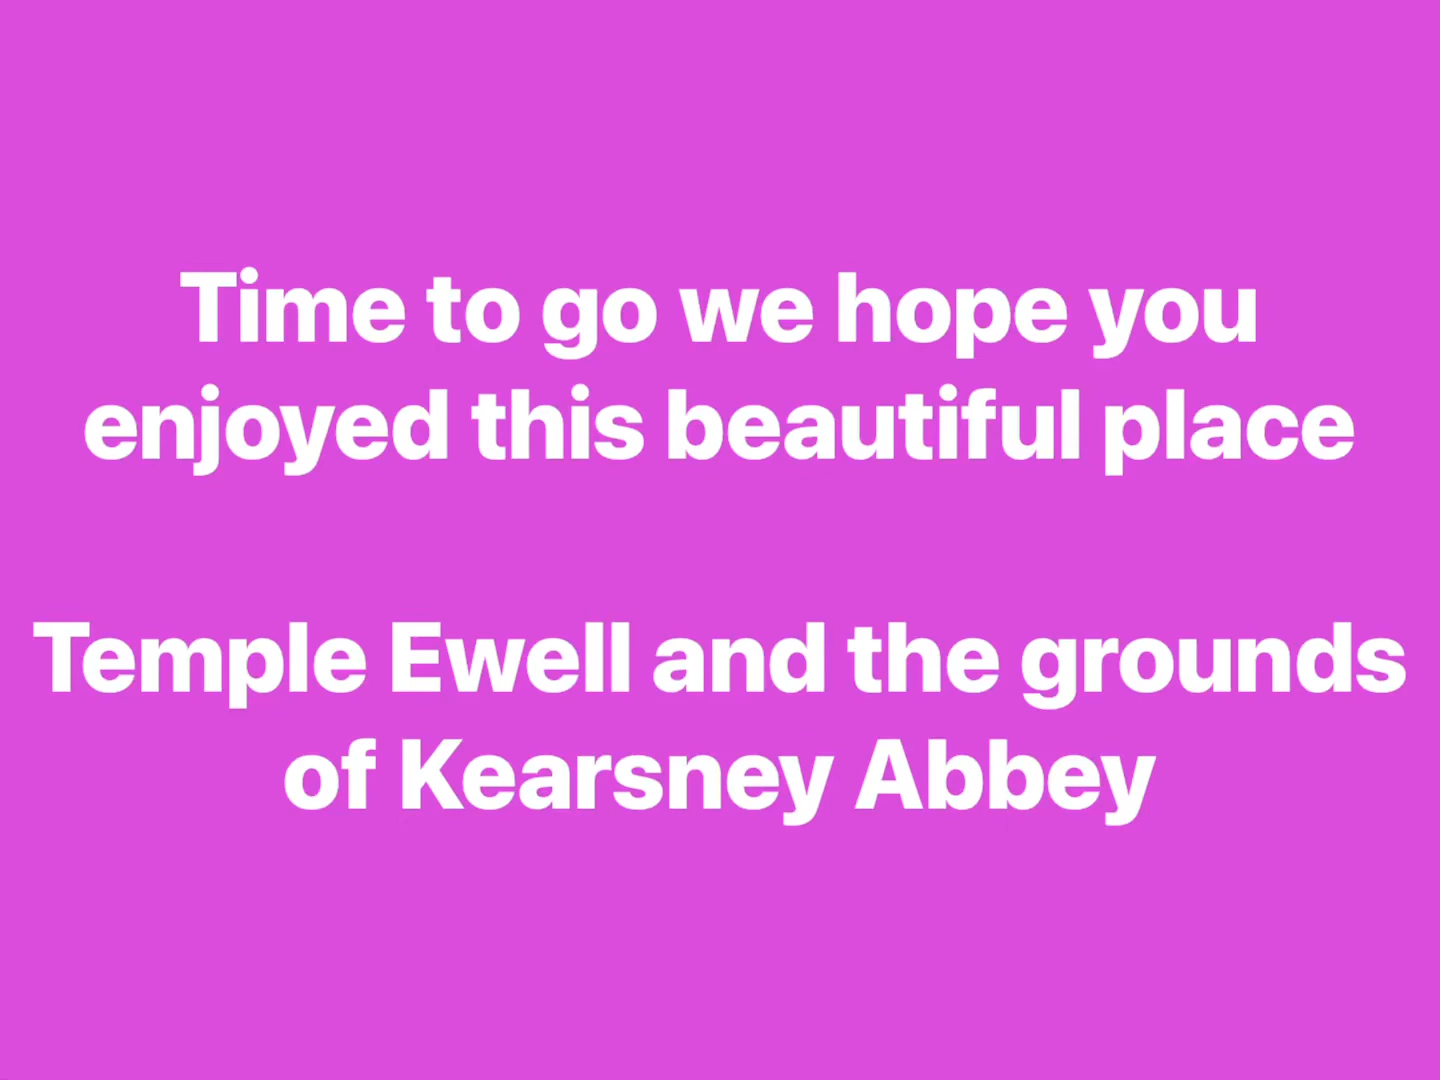 Time to go we hope you
enjoyed this beautiful place
Temple Ewell and the grounds
of Kearsney Abbey